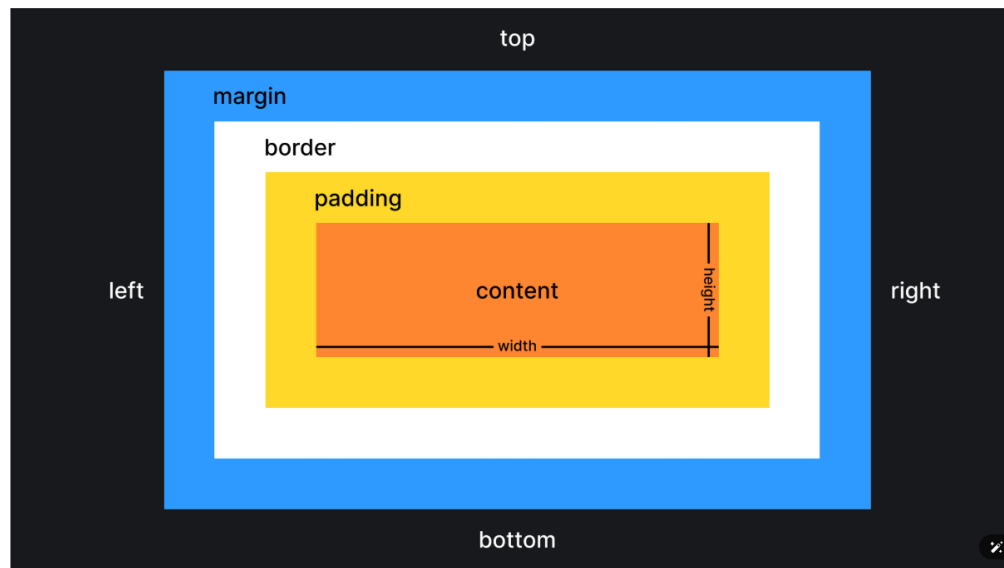 top
margin
border
padding
left
content
height
right
width
bottom